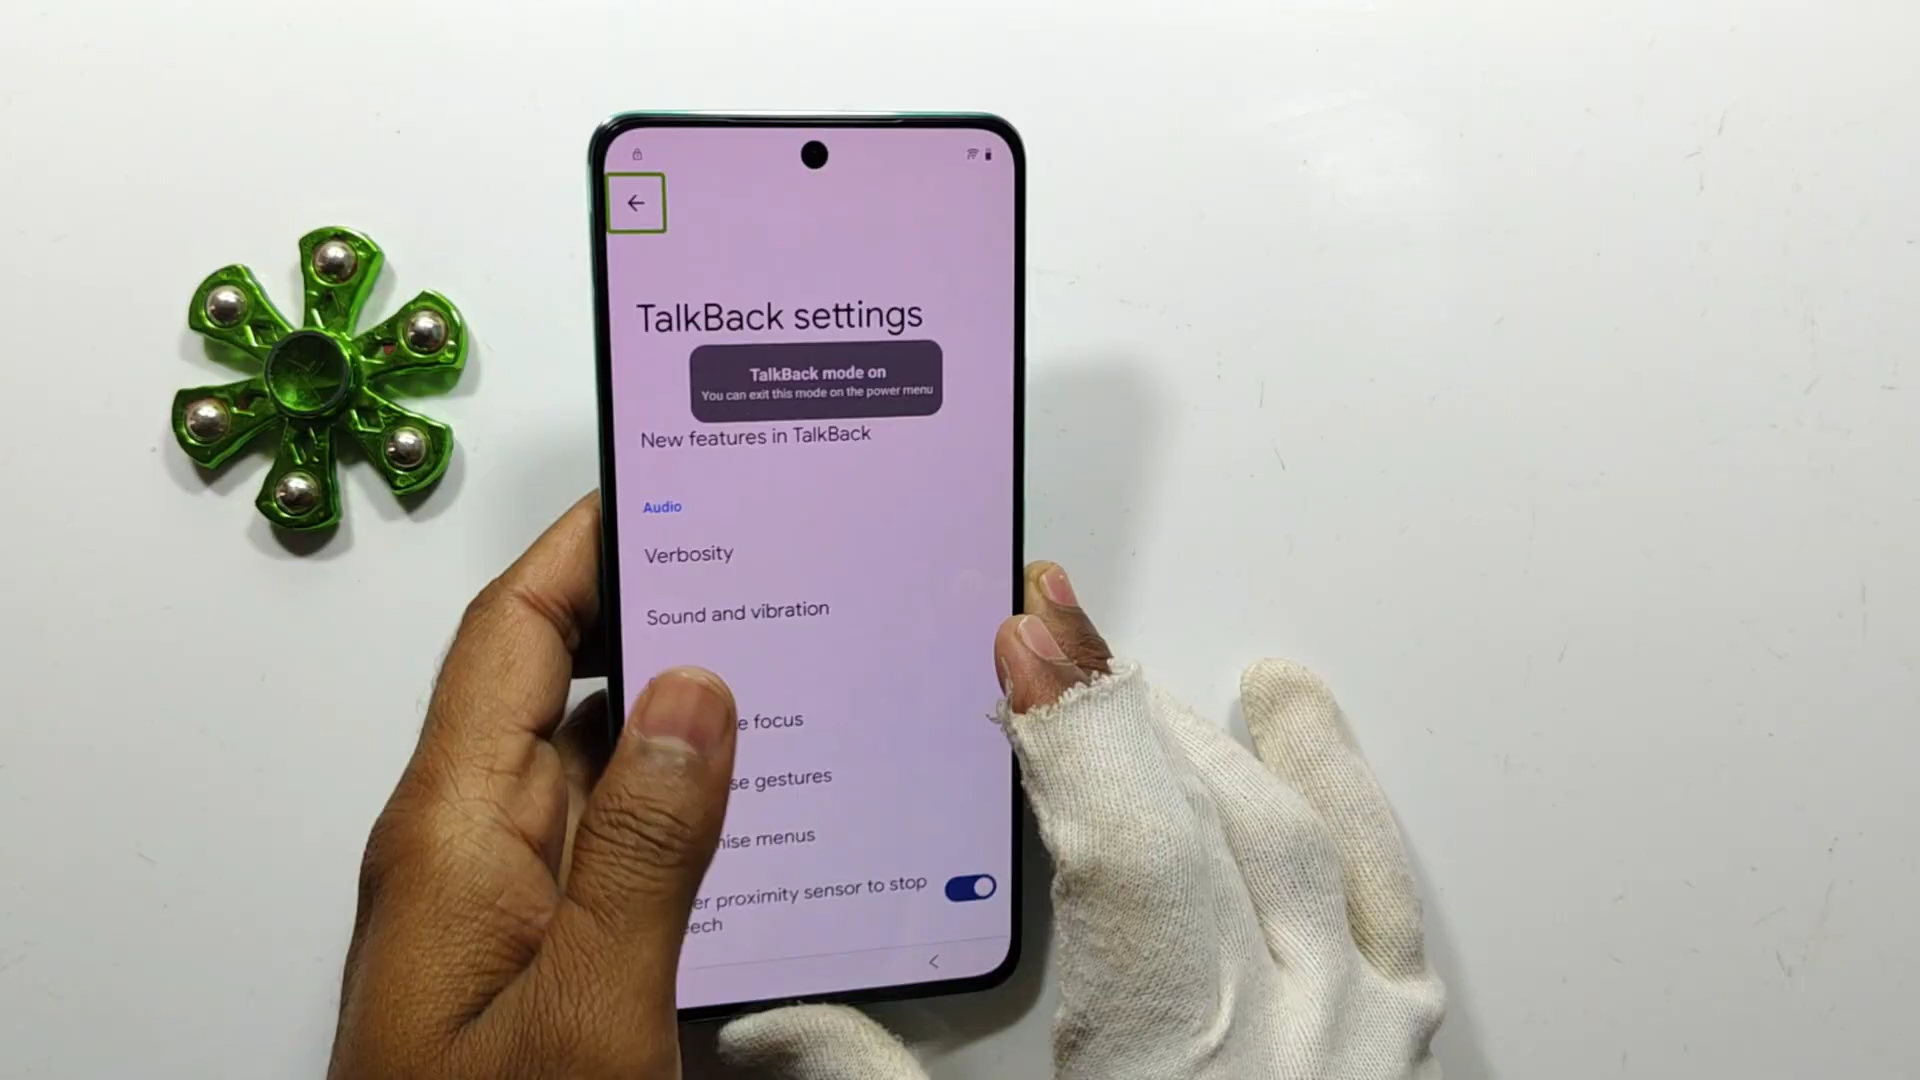 TalkBack settings
TalkBack mode on
You can exit this mode on the power menu
New features in TalkBack
Audio
Verbosity
Sound and vibration
focus
gestures
menus
proximity sensor to stop